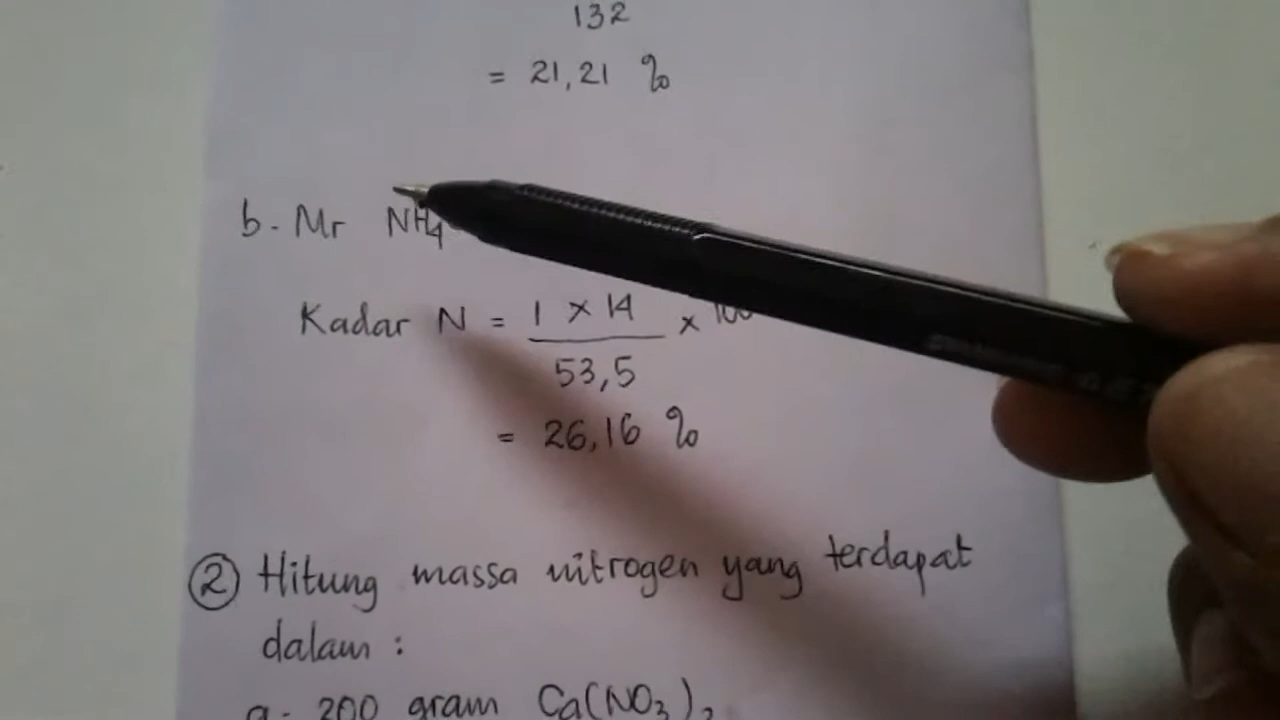 132
= 21,21 %
b. Mr NH4
Kadar N = 1 x 14 x 100
53,5
= 26,16 %
② Hitung massa nitrogen yang terdapat
dalam :
a. 200 gram Ca(NO3)2